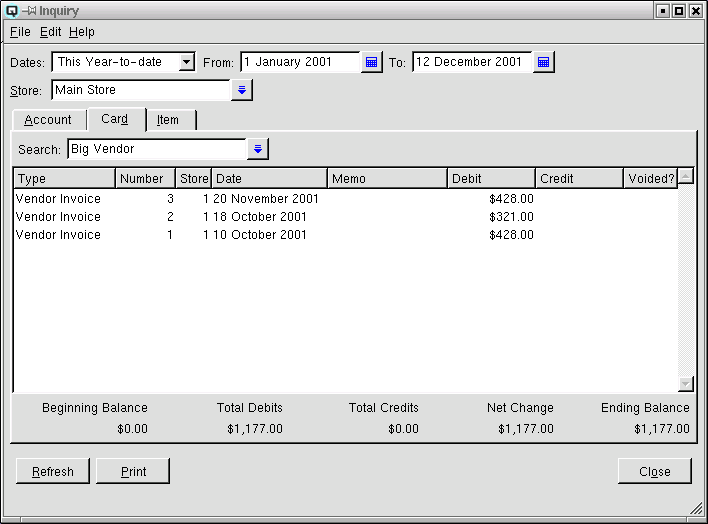 Inquiry
File Edit Help
Dates: This Year-to-date From: 1 January 2001 To: 12 December 2001
Store: Main Store
Account Card Item
Search: Big Vendor
Type Number Store Date Memo Debit Credit Voided?
Vendor Invoice 3 1 20 November 2001 $428.00
Vendor Invoice 2 1 18 October 2001 $321.00
Vendor Invoice 1 1 10 October 2001 $428.00
Beginning Balance Total Debits Total Credits Net Change Ending Balance
$0.00 $1,177.00 $0.00 $1,177.00 $1,177.00
Refresh Print Close